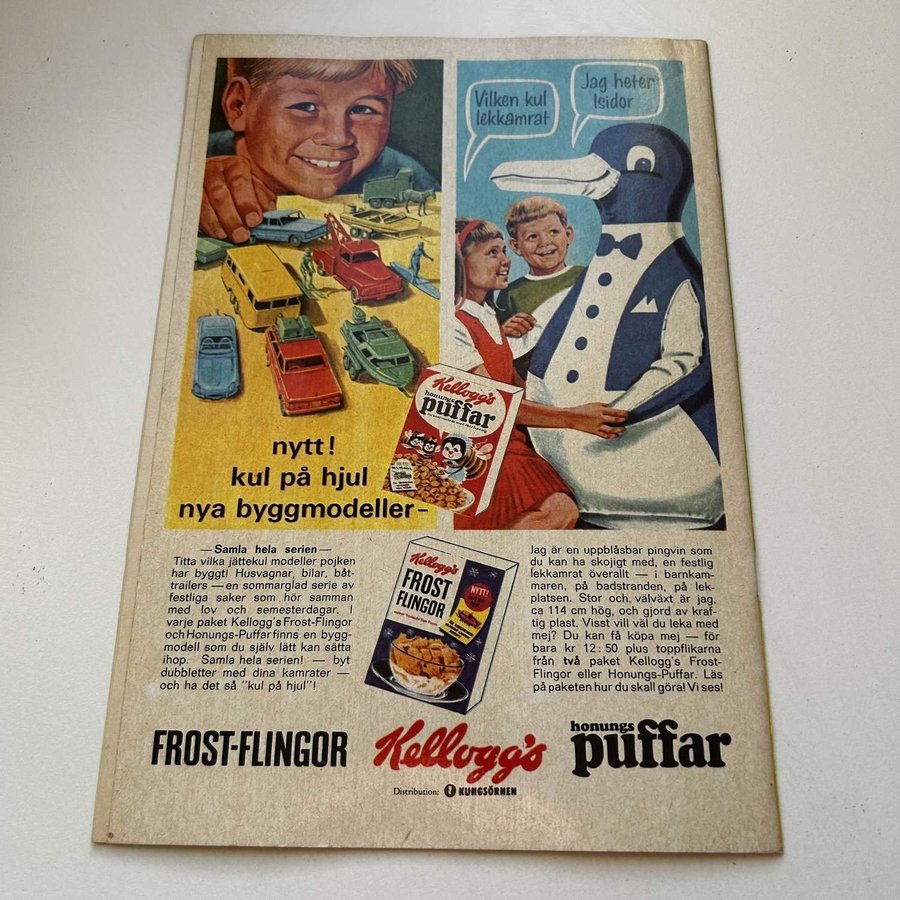 Vilken kul
lekkamrat
Jag heter
Isidor
nytt!
kul på hjul
nya byggmodeller-
Kellogg's
honungs
puffar
— Samla hela serien —
Titta vilka jättekul modeller pojken
har byggt! Husvagnar, bilar, båt-
trailers — en sommarglad serie av
festliga saker som hör samman
med lov och semesterdagar. I
varje paket Kellogg's Frost-Flingor
och Honungs-Puffar finns en bygg-
modell som du själv lätt kan sätta
ihop. Samla hela serien! — byt
dubbletter med dina kamrater —
och ha det så "kul på hjul"!
Kellogg's
FROST
FLINGOR
NYTT!
Jag är en uppblåsbar pingvin som
du kan ha skojigt med, en festlig
lekkamrat överallt — i barnkam-
maren, på badstranden, på lek-
platsen. Stor och välväxt är jag,
ca 114 cm hög, och gjord av kraf-
tig plast. Visst vill väl du leka med
mej? Du kan få köpa mej — för
bara kr 12:50 plus toppflikarna
från två paket Kellogg's Frost-
Flingor eller Honungs-Puffar. Läs
på paketen hur du skall göra! Vi ses!
FROST-FLINGOR
Kellogg's
honungs
puffar
Distribution: KUNGSÖRNEN